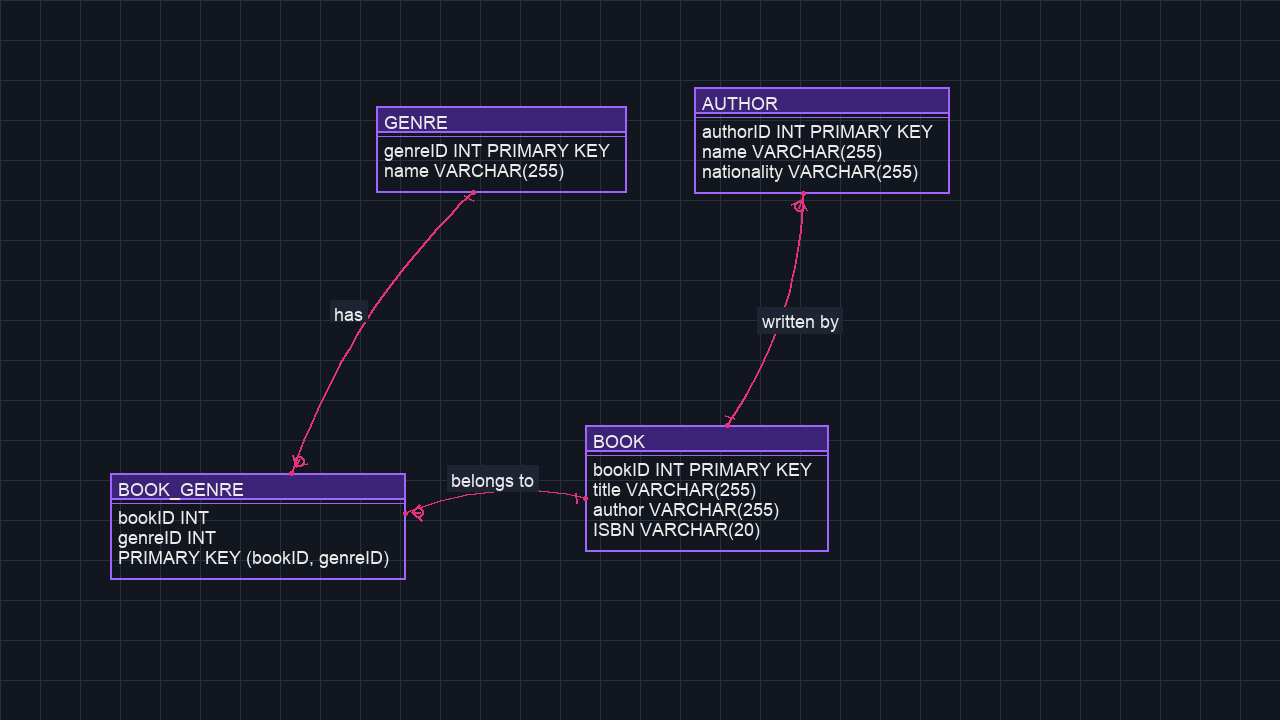 GENRE
genreID INT PRIMARY KEY
name VARCHAR(255)
AUTHOR
authorID INT PRIMARY KEY
name VARCHAR(255)
nationality VARCHAR(255)
has
written by
BOOK_GENRE
bookID INT
genreID INT
PRIMARY KEY (bookID, genreID)
belongs to
BOOK
bookID INT PRIMARY KEY
title VARCHAR(255)
author VARCHAR(255)
ISBN VARCHAR(20)